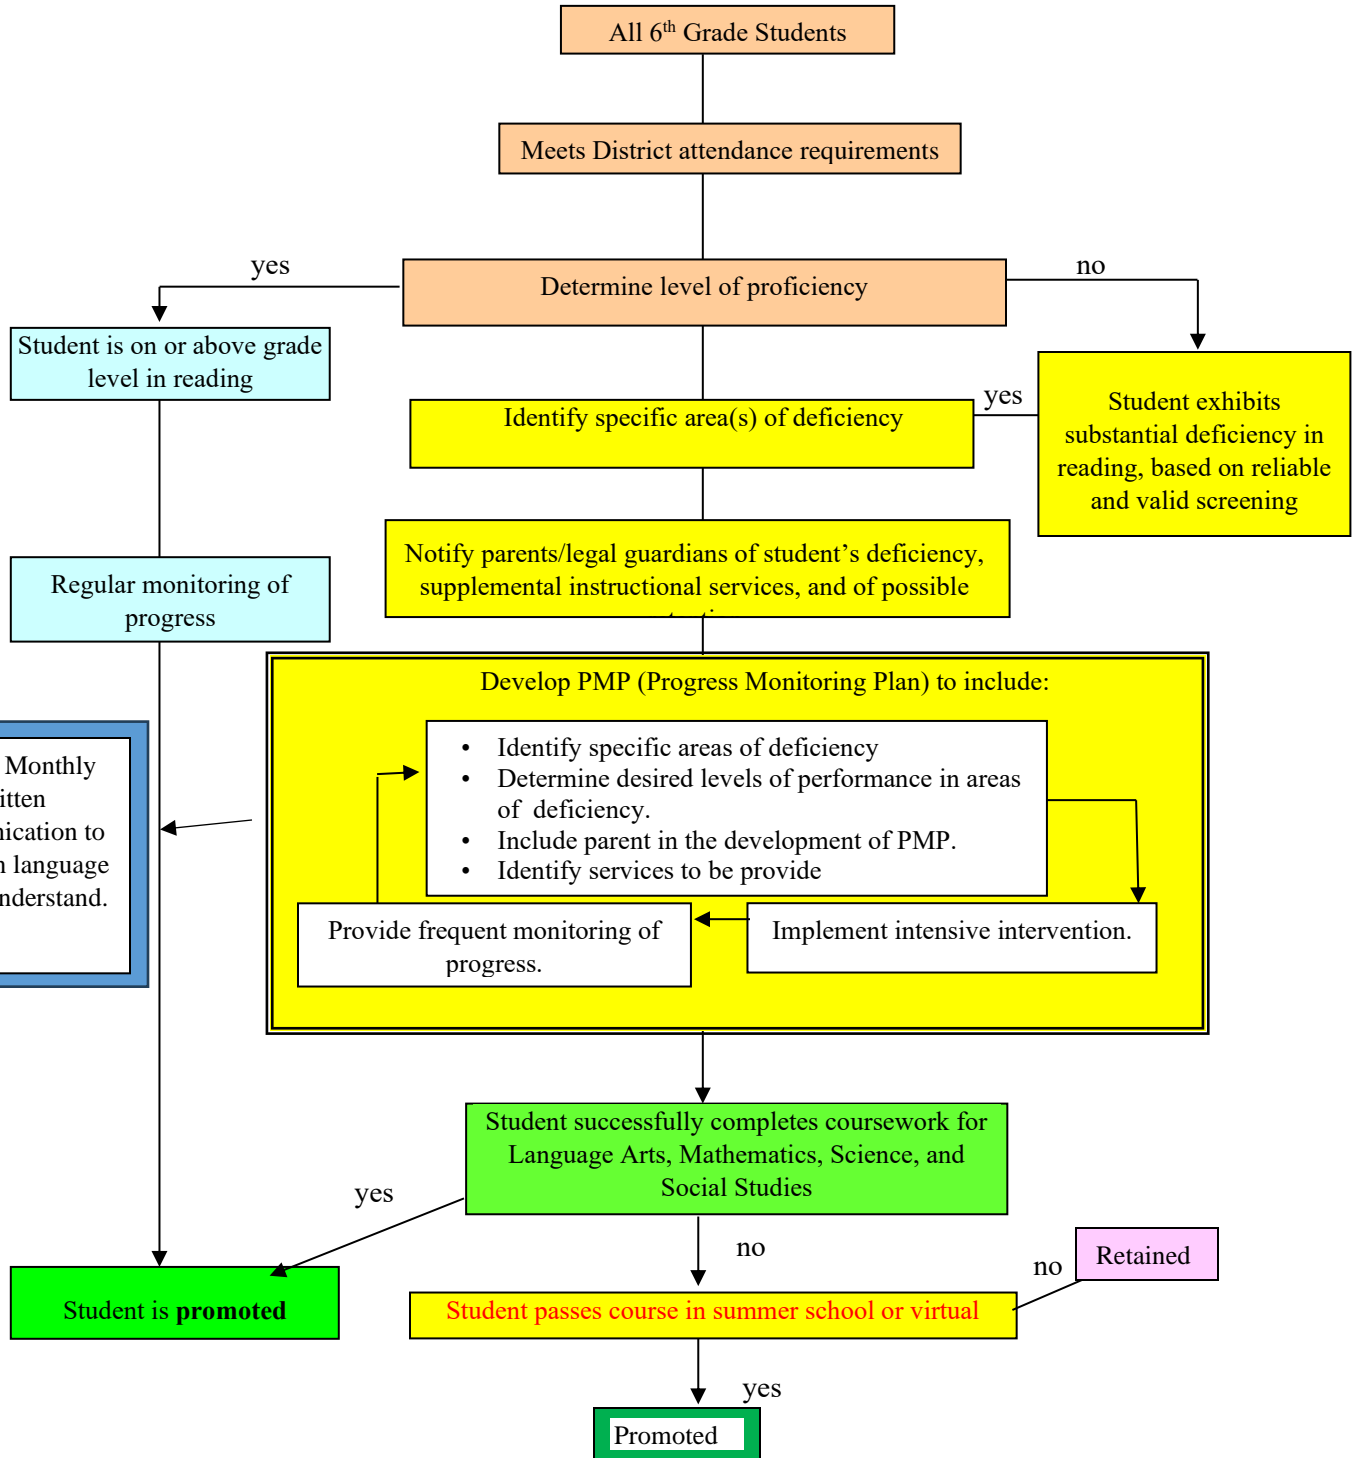 All 6th Grade Students
Meets District attendance requirements
yes
Determine level of proficiency
no
Student is on or above grade
level in reading
Identify specific area(s) of deficiency
yes
Student exhibits
substantial deficiency in
reading, based on reliable
and valid screening
Notify parents/legal guardians of student’s deficiency,
supplemental instructional services, and of possible
Regular monitoring of
progress
Develop PMP (Progress Monitoring Plan) to include:
• Identify specific areas of deficiency
• Determine desired levels of performance in areas
of deficiency.
• Include parent in the development of PMP.
• Identify services to be provide
Monthly
language
Provide frequent monitoring of
progress.
Implement intensive intervention.
Student successfully completes coursework for
Language Arts, Mathematics, Science, and
Social Studies
yes
no
Retained
no
Student is promoted
Student passes course in summer school or virtual
yes
Promoted